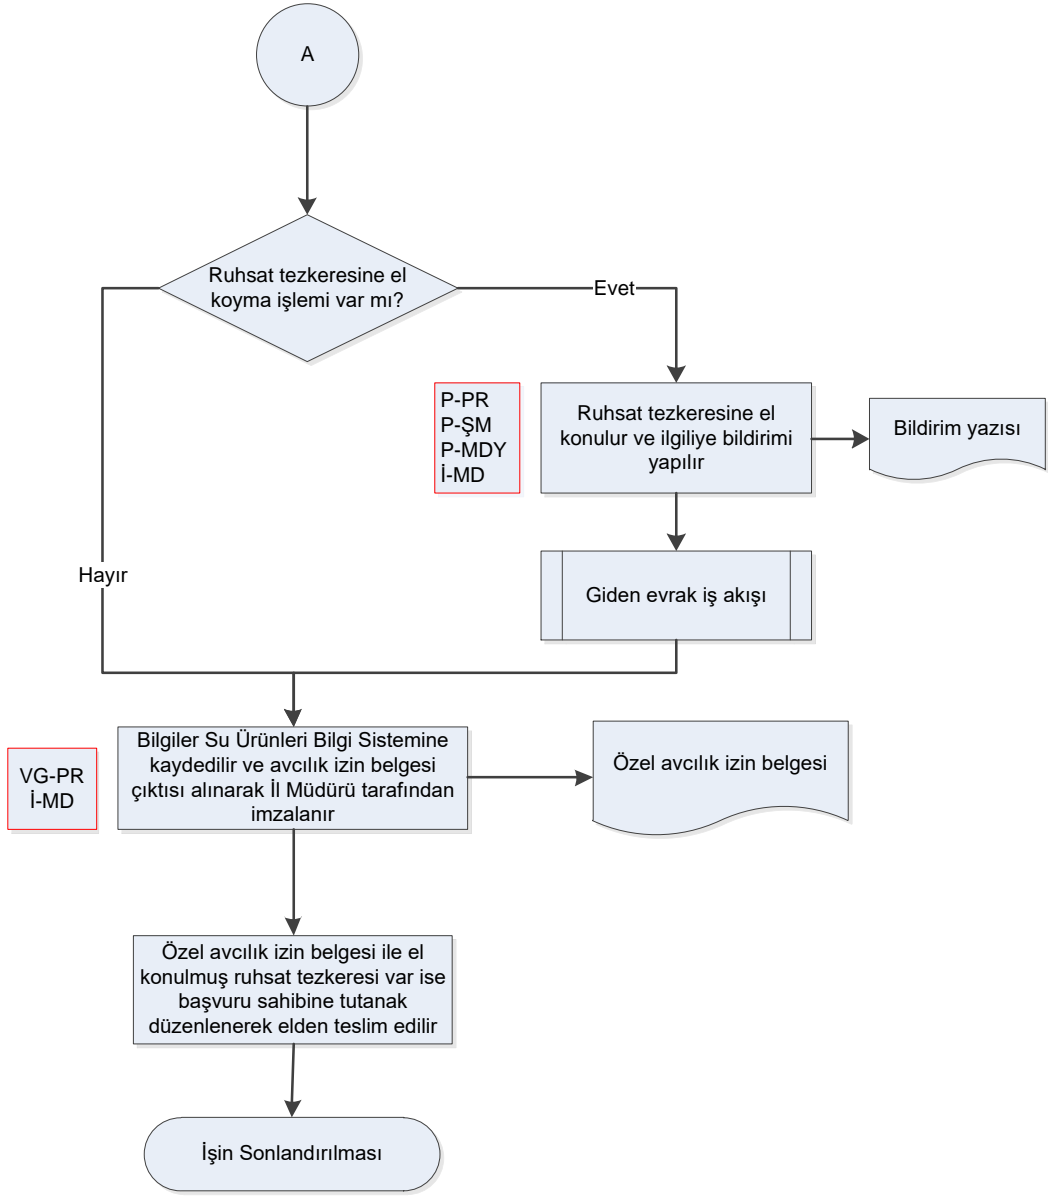 A
Ruhsat tezkeresine el
koyma işlemi var mı?
Evet
P-PR
P-ŞM
P-MDY
İ-MD
Ruhsat tezkeresine el
konulur ve ilgiliye bildirimi
yapılır
Bildirim yazısı
Hayır
Giden evrak iş akışı
VG-PR
İ-MD
Bilgiler Su Ürünleri Bilgi Sistemine
kaydedilir ve avcılık izin belgesi
çıktısı alınarak İl Müdürü tarafından
imzalanır
Özel avcılık izin belgesi
Özel avcılık izin belgesi ile el
konulmuş ruhsat tezkeresi var ise
başvuru sahibine tutanak
düzenlenerek elden teslim edilir
İşin Sonlandırılması